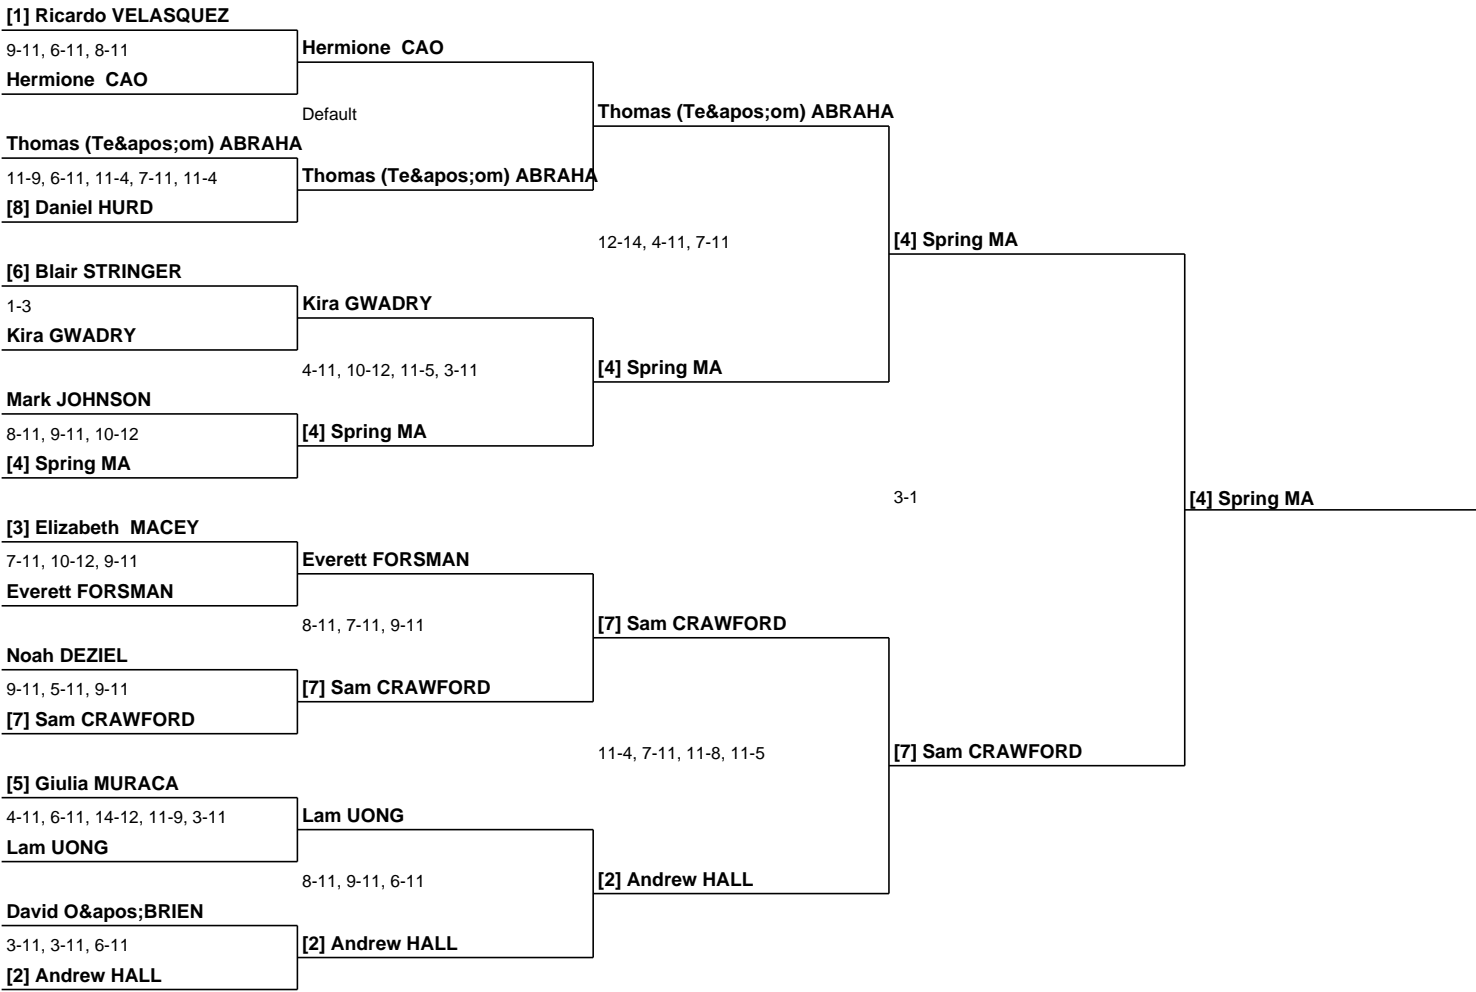 [1] Ricardo VELASQUEZ
9-11, 6-11, 8-11
Hermione  CAO
Hermione  CAO
Default
Thomas (Te&apos;om) ABRAHA
Thomas (Te&apos;om) ABRAHA
11-9, 6-11, 11-4, 7-11, 11-4
Thomas (Te&apos;om) ABRAHA
[8] Daniel HURD
12-14, 4-11, 7-11
[4] Spring MA
[6] Blair STRINGER
1-3
Kira GWADRY
Kira GWADRY
4-11, 10-12, 11-5, 3-11
[4] Spring MA
Mark JOHNSON
8-11, 9-11, 10-12
[4] Spring MA
[4] Spring MA
3-1
[4] Spring MA
[3] Elizabeth  MACEY
7-11, 10-12, 9-11
Everett FORSMAN
Everett FORSMAN
8-11, 7-11, 9-11
[7] Sam CRAWFORD
Noah DEZIEL
9-11, 5-11, 9-11
[7] Sam CRAWFORD
[7] Sam CRAWFORD
11-4, 7-11, 11-8, 11-5
[7] Sam CRAWFORD
[5] Giulia MURACA
4-11, 6-11, 14-12, 11-9, 3-11
Lam UONG
Lam UONG
8-11, 9-11, 6-11
[2] Andrew HALL
David O&apos;BRIEN
3-11, 3-11, 6-11
[2] Andrew HALL
[2] Andrew HALL